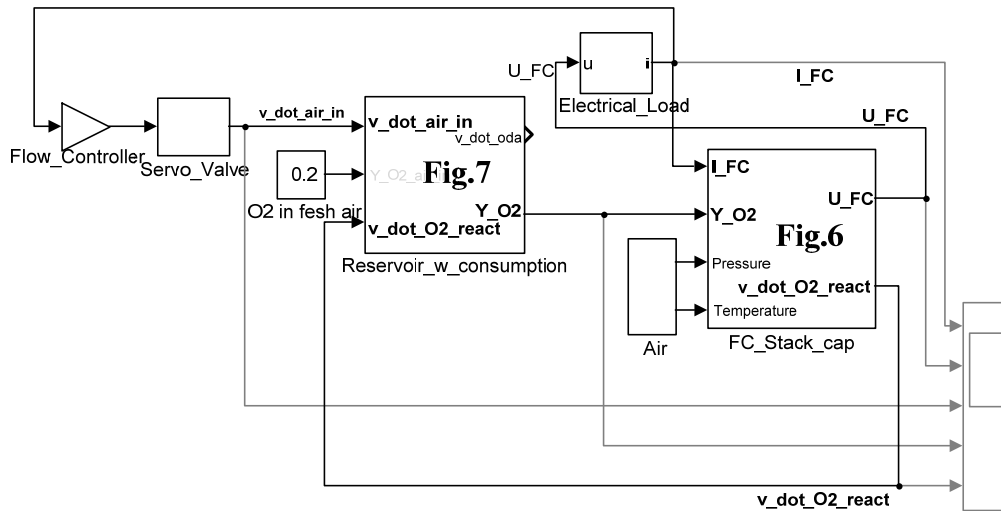 u
i
U_FC
I_FC
Electrical_Load
U_FC
v_dot_air_in
v_dot_air_in
v_dot_oda
Flow_Controller
Servo_Valve
0.2
Fig.7
I_FC
U_FC
O2 in fesh air
Y_O2
Y_O2
v_dot_O2_react
Fig.6
Reservoir_w_consumption
Pressure
v_dot_O2_react
Temperature
Air
FC_Stack_cap
v_dot_O2_react